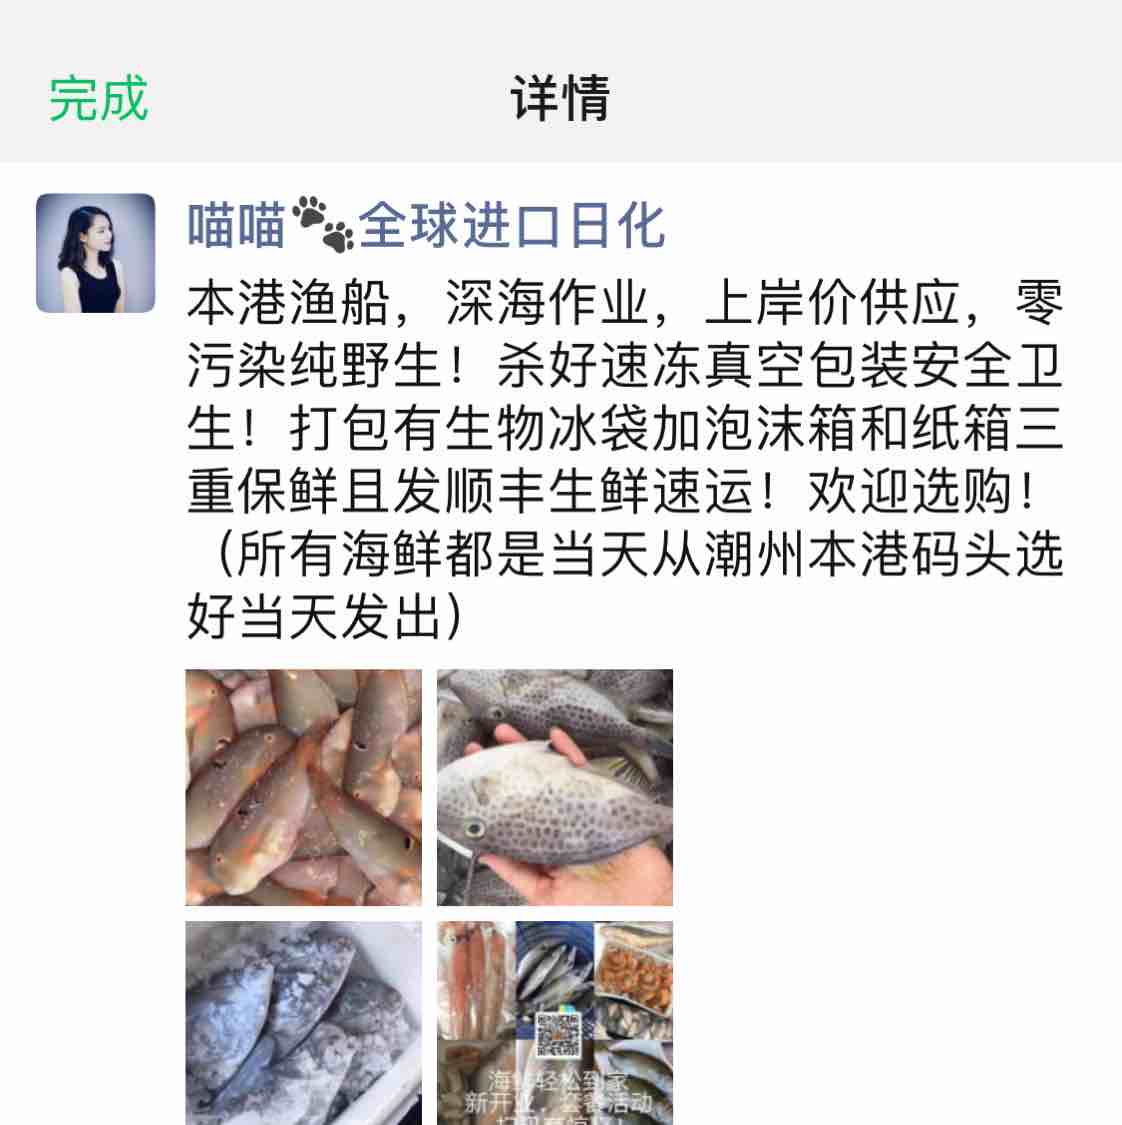 完成
详情
喵喵🐾全球进口日化
本港渔船，深海作业，上岸价供应，零
污染纯野生！杀好速冻真空包装安全卫
生！打包有生物冰袋加泡沫箱和纸箱三
重保鲜且发顺丰生鲜速运！欢迎选购！
（所有海鲜都是当天从潮州本港码头选
好当天发出）
海鲜轻松到家
新开业，套餐活动